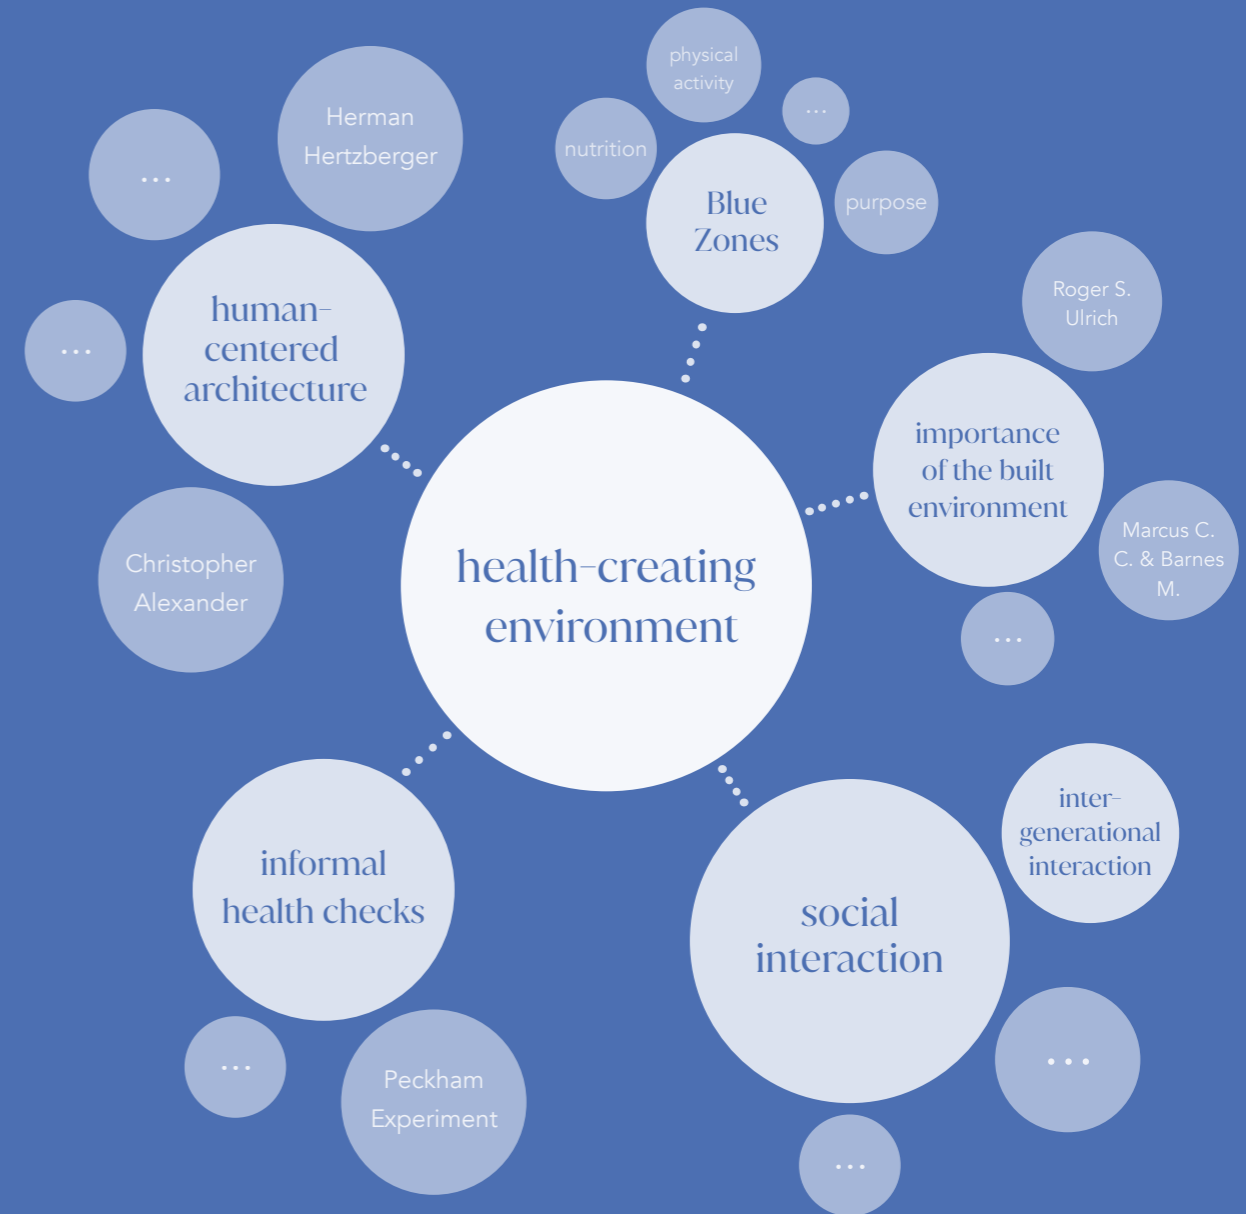 physical
activity
...
nutrition
purpose
Blue
Zones
Herman
Hertzberger
...
...
human-
centered
architecture
Christopher
Alexander
Roger S.
Ulrich
importance
of the built
environment
Marcus C.
C. & Barnes
M.
...
health-creating
environment
informal
health checks
...
Peckham
Experiment
inter-
generational
interaction
social
interaction
...
...